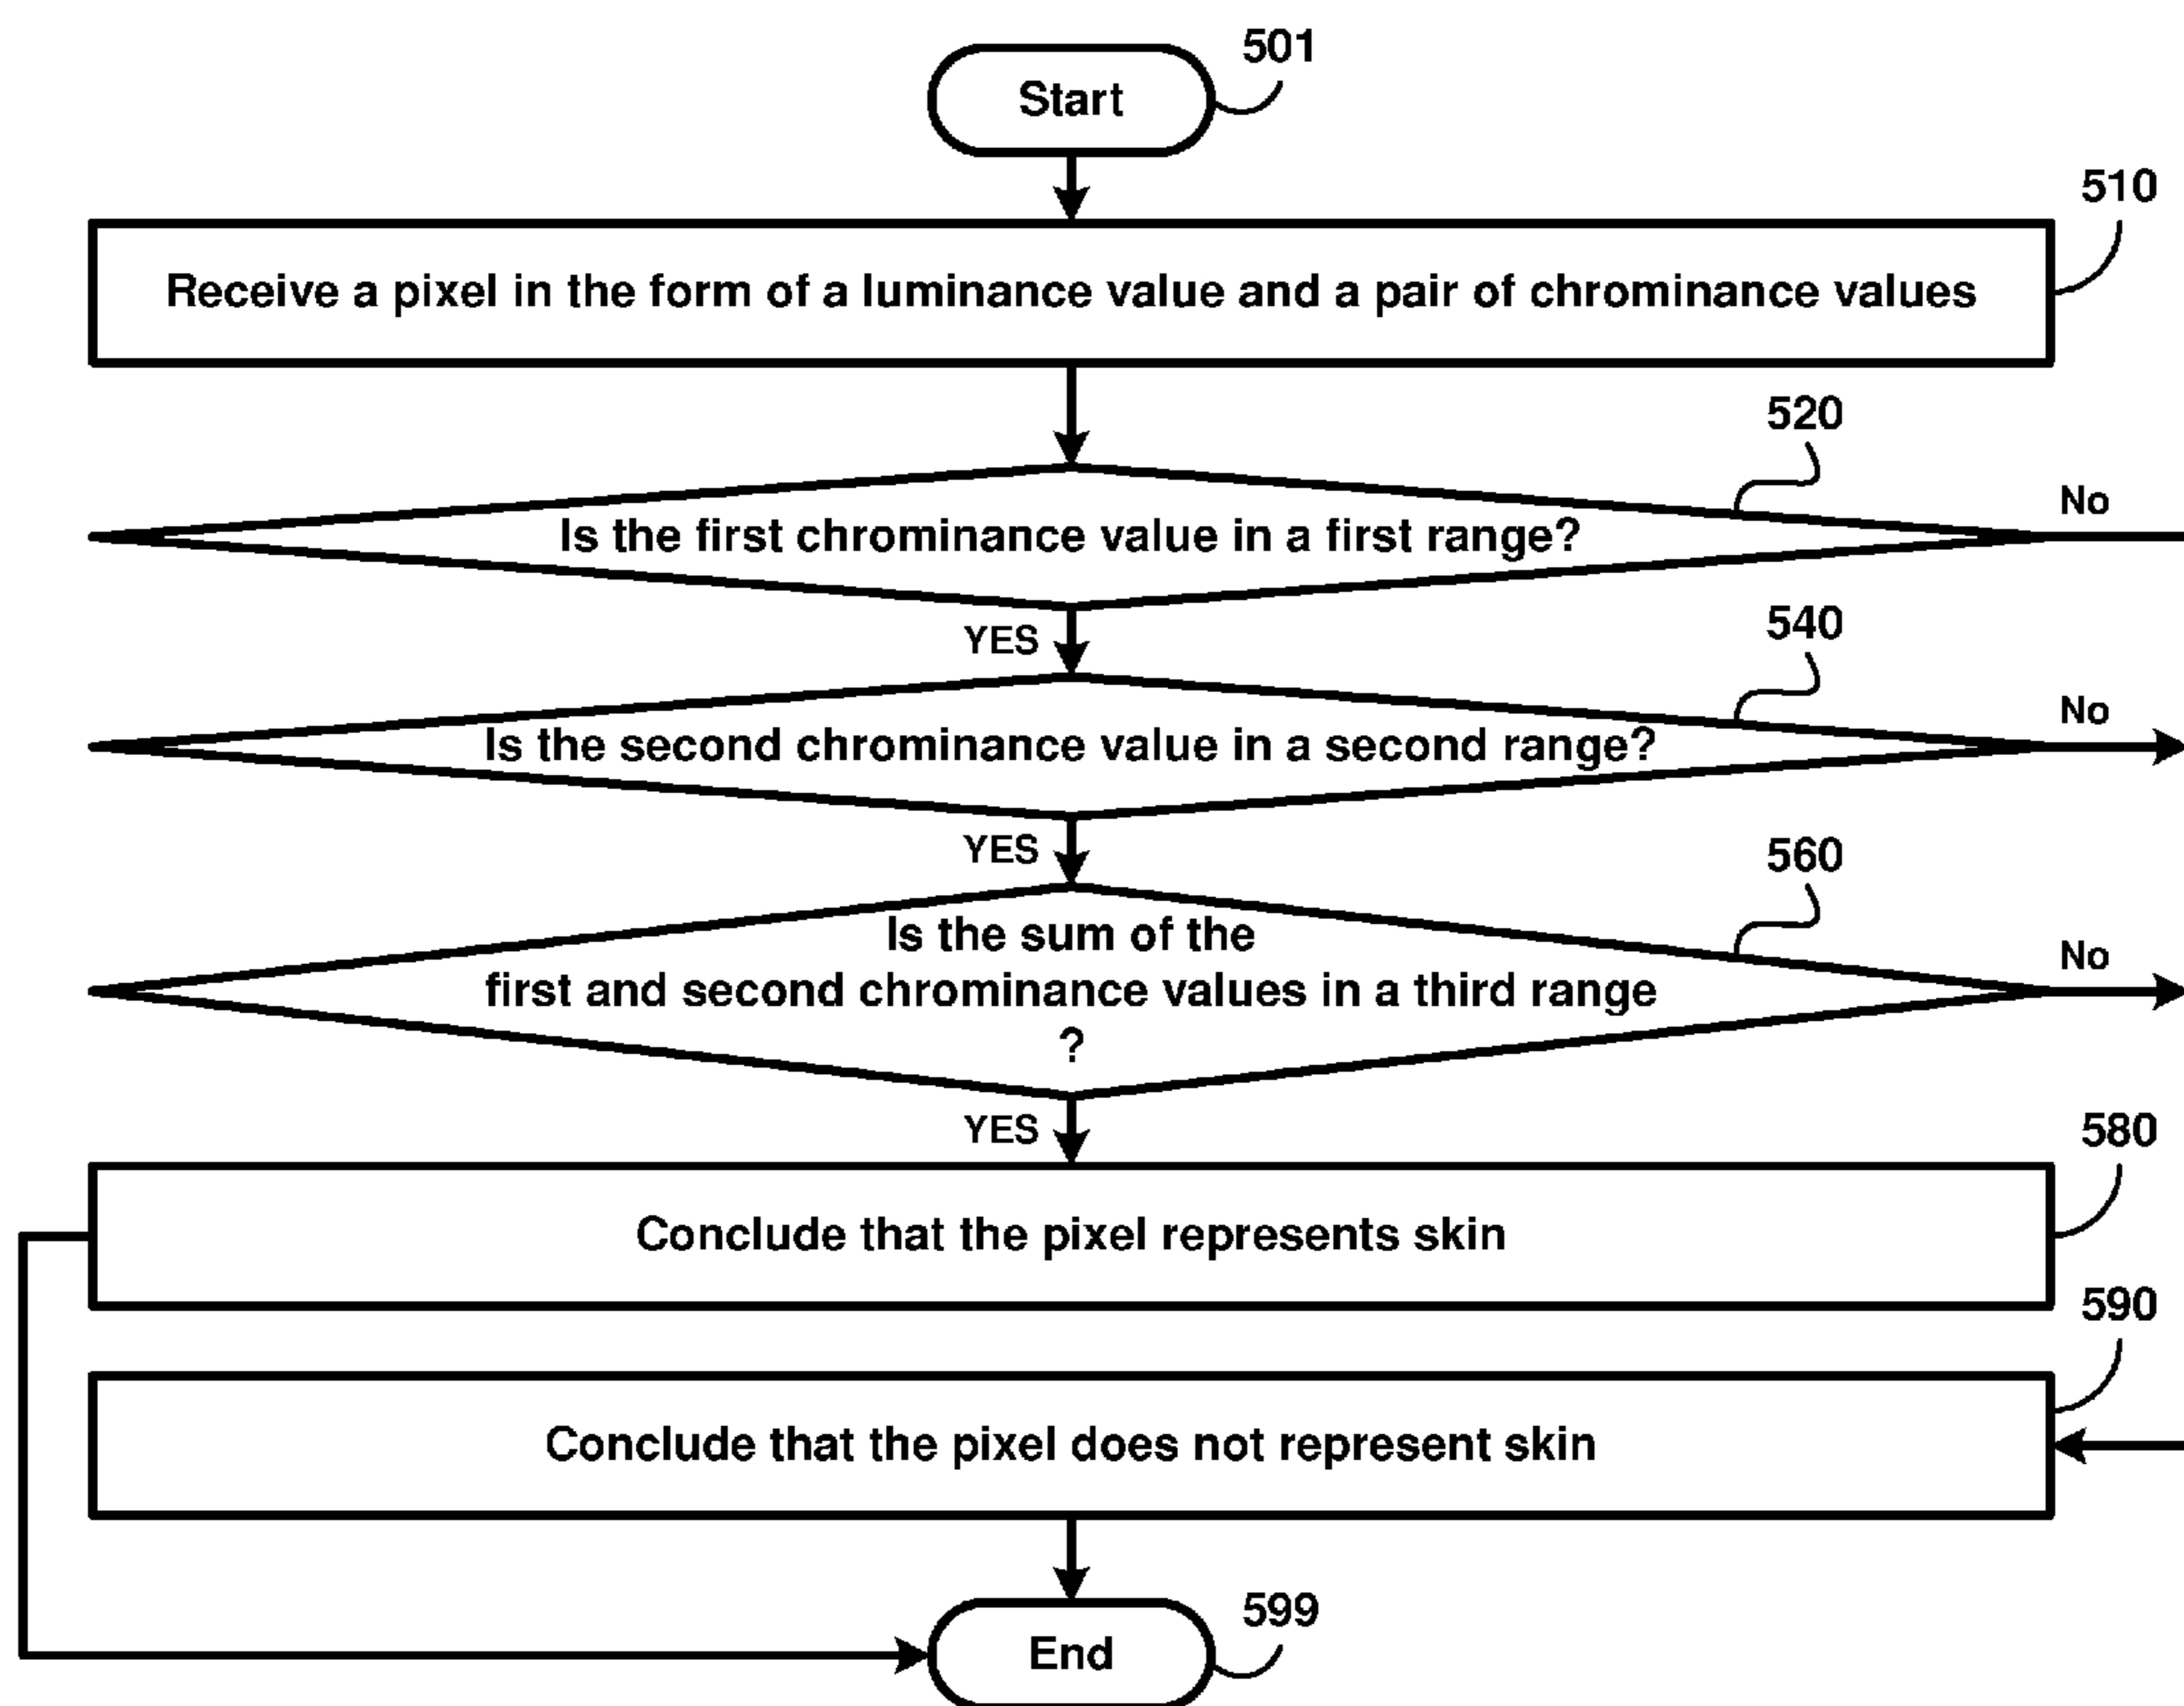 501
Start
510
Receive a pixel in the form of a luminance value and a pair of chrominance values
520
No
Is the first chrominance value in a first range?
YES
540
No
Is the second chrominance value in a second range?
YES
560
Is the sum of the
No
first and second chrominance values in a third range
?
YES
580
Conclude that the pixel represents skin
590
Conclude that the pixel does not represent skin
599
End